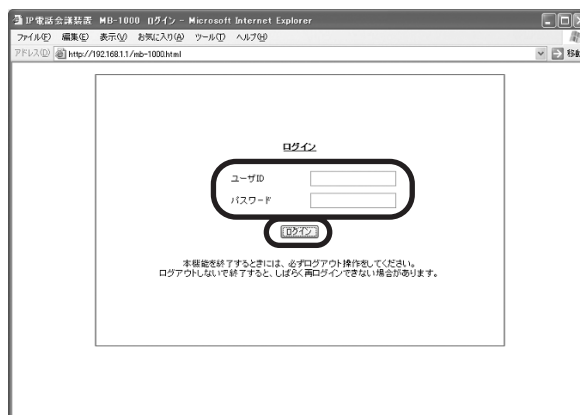 IP電話会議装置 MB-1000 ログイン - Microsoft Internet Explorer
ファイル(F) 編集(E) 表示(V) お気に入り(A) ツール(T) ヘルプ(H)
アドレス(D) http://192.168.1.1/mb-1000.html 移動
ログイン
ユーザID
パスワード
ログイン
本機能を終了するときには、必ずログアウト操作をしてください。
ログアウトしないで終了すると、しばらく再ログインできない場合があります。